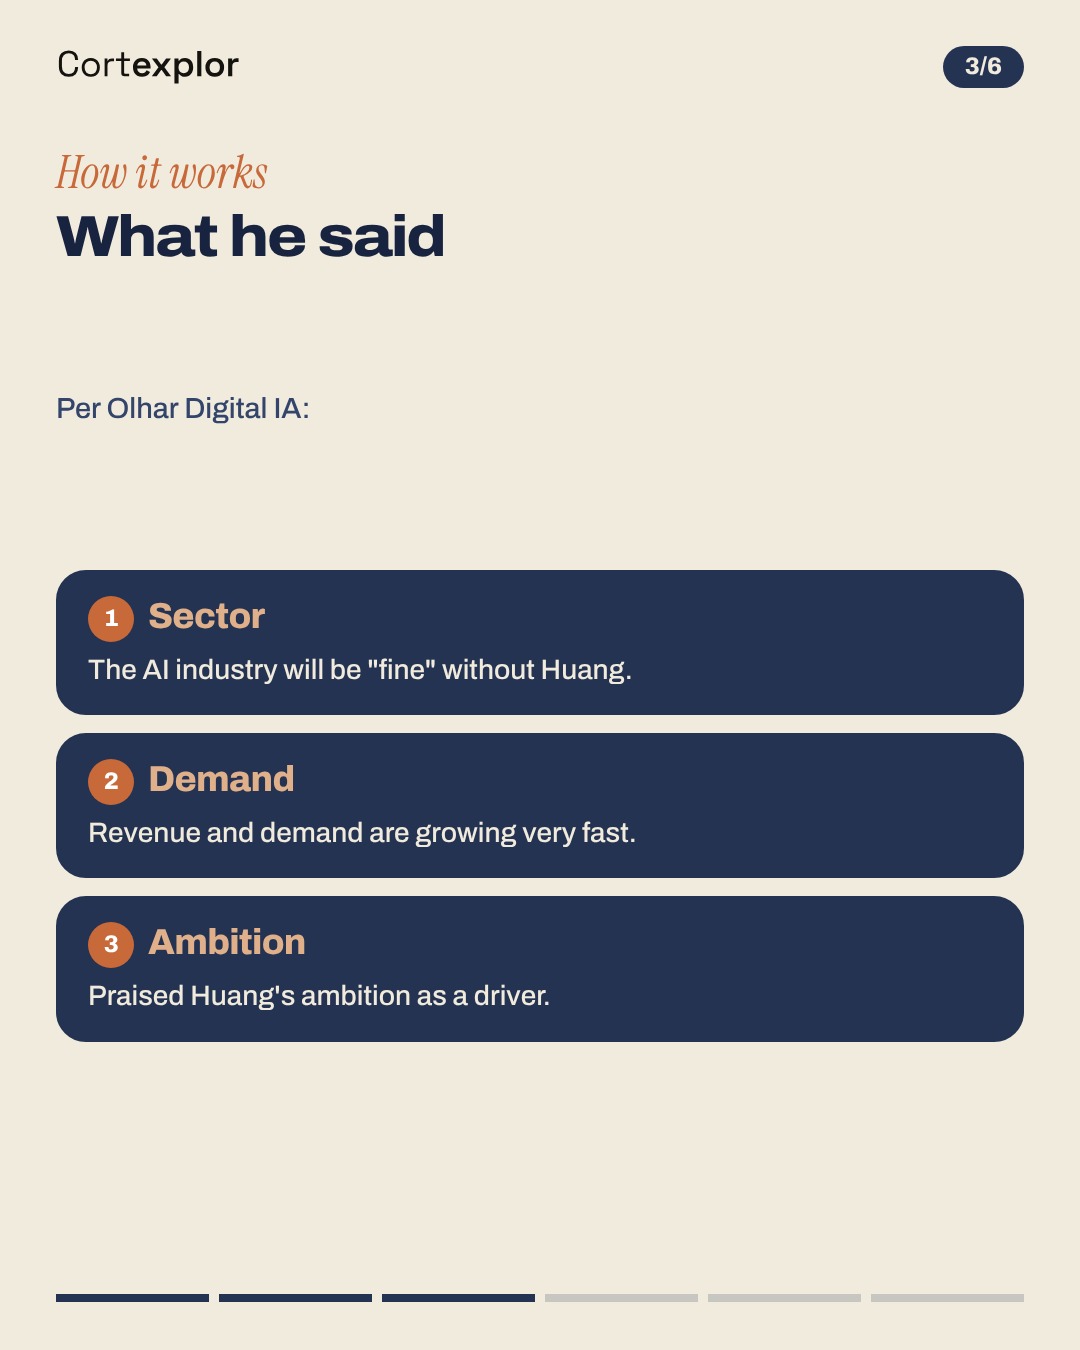 Cortexplor
3/6
How it works
What he said
Per Olhar Digital IA:
1 Sector
The AI industry will be "fine" without Huang.
2 Demand
Revenue and demand are growing very fast.
3 Ambition
Praised Huang's ambition as a driver.